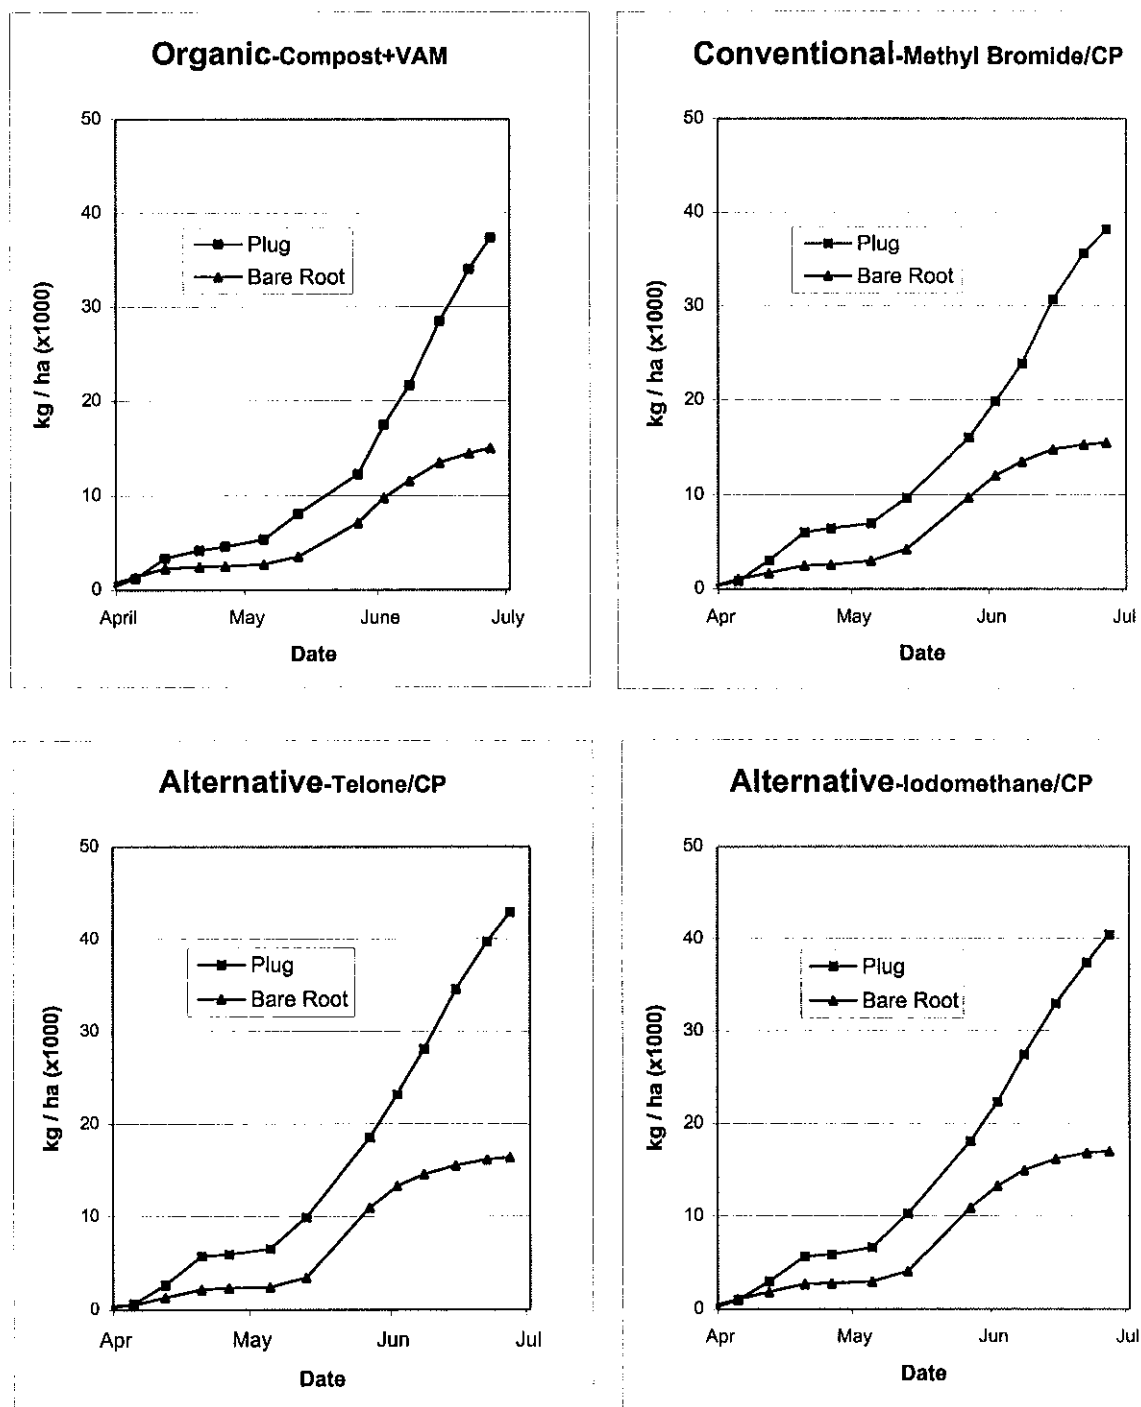 Organic-Compost+VAM
50
40
30
20
10
0
kg / ha (x1000)
Plug
Bare Root
April
May
June
July
Date
Conventional-Methyl Bromide/CP
50
40
30
20
10
0
kg / ha (x1000)
Plug
Bare Root
Apr
May
Jun
Jul
Date
Alternative-Telone/CP
50
40
30
20
10
0
kg / ha (x1000)
Plug
Bare Root
Apr
May
Jun
Jul
Date
Alternative-Iodomethane/CP
50
40
30
20
10
0
kg / ha (x1000)
Plug
Bare Root
Apr
May
Jun
Jul
Date